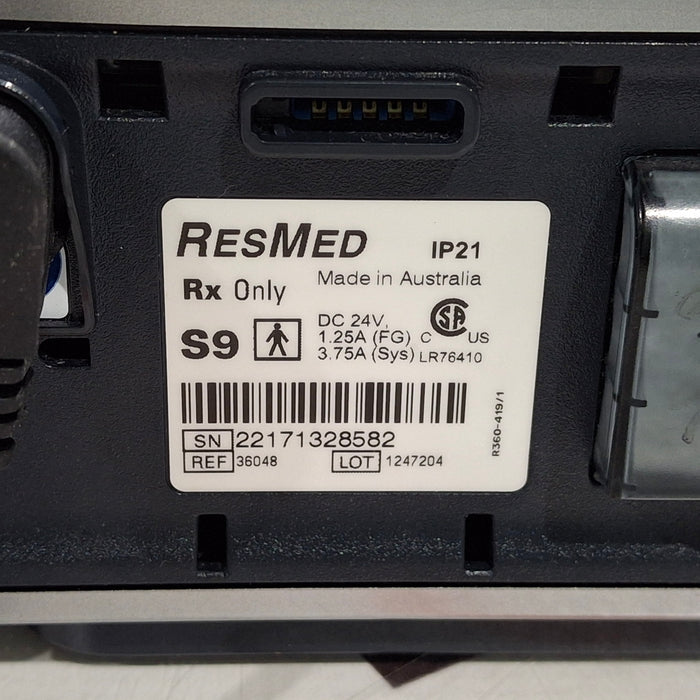 RESMED
IP21
Rx Only
Made in Australia
S9
DC 24V,
1.25A (FG)
3.75A (Sys)
C SA US
LR76410
SN 22171328582
REF 36048
LOT 1247204
R360-419/1